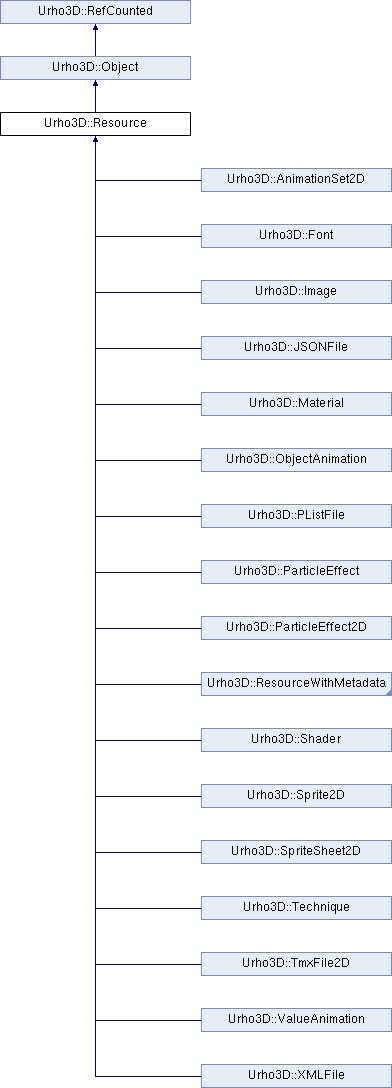 Urho3D::RefCounted
Urho3D::Object
Urho3D::Resource
Urho3D::AnimationSet2D
Urho3D::Font
Urho3D::Image
Urho3D::JSONFile
Urho3D::Material
Urho3D::ObjectAnimation
Urho3D::PListFile
Urho3D::ParticleEffect
Urho3D::ParticleEffect2D
Urho3D::ResourceWithMetadata
Urho3D::Shader
Urho3D::Sprite2D
Urho3D::SpriteSheet2D
Urho3D::Technique
Urho3D::TmxFile2D
Urho3D::ValueAnimation
Urho3D::XMLFile